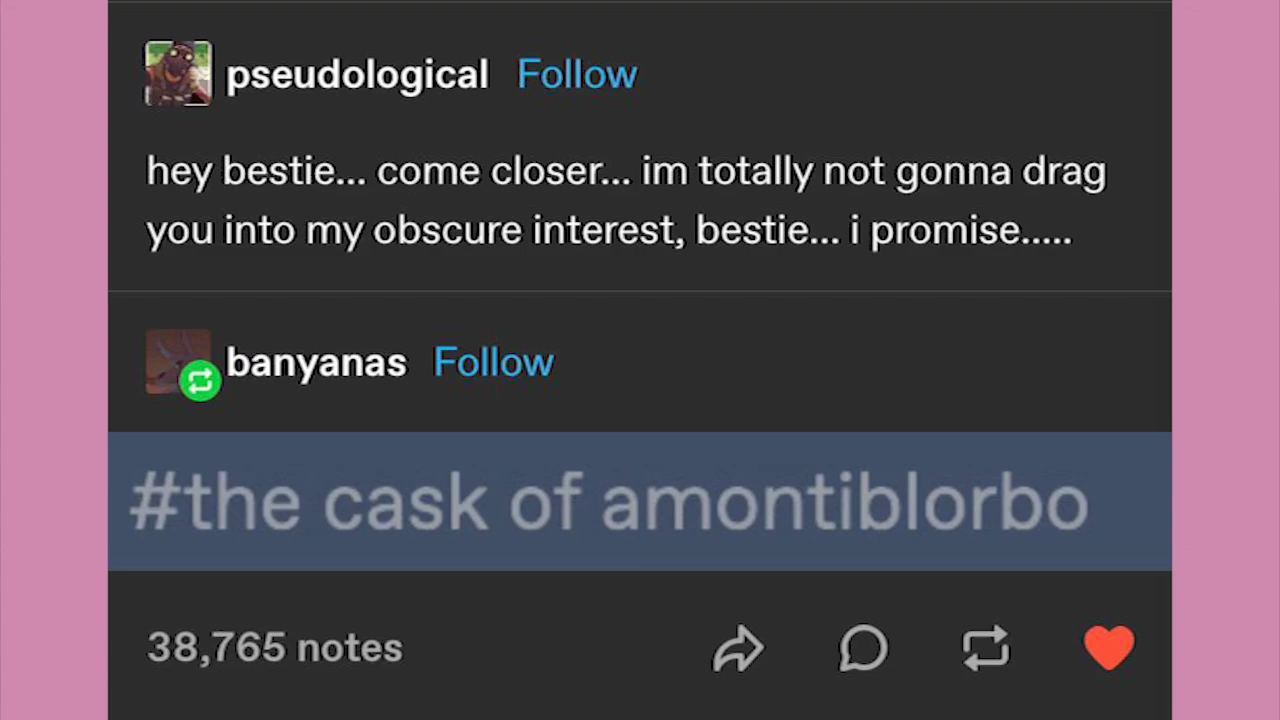 pseudological Follow
hey bestie... come closer... im totally not gonna drag
you into my obscure interest, bestie... i promise.....
banyanas Follow
#the cask of amontiblorbo
38,765 notes